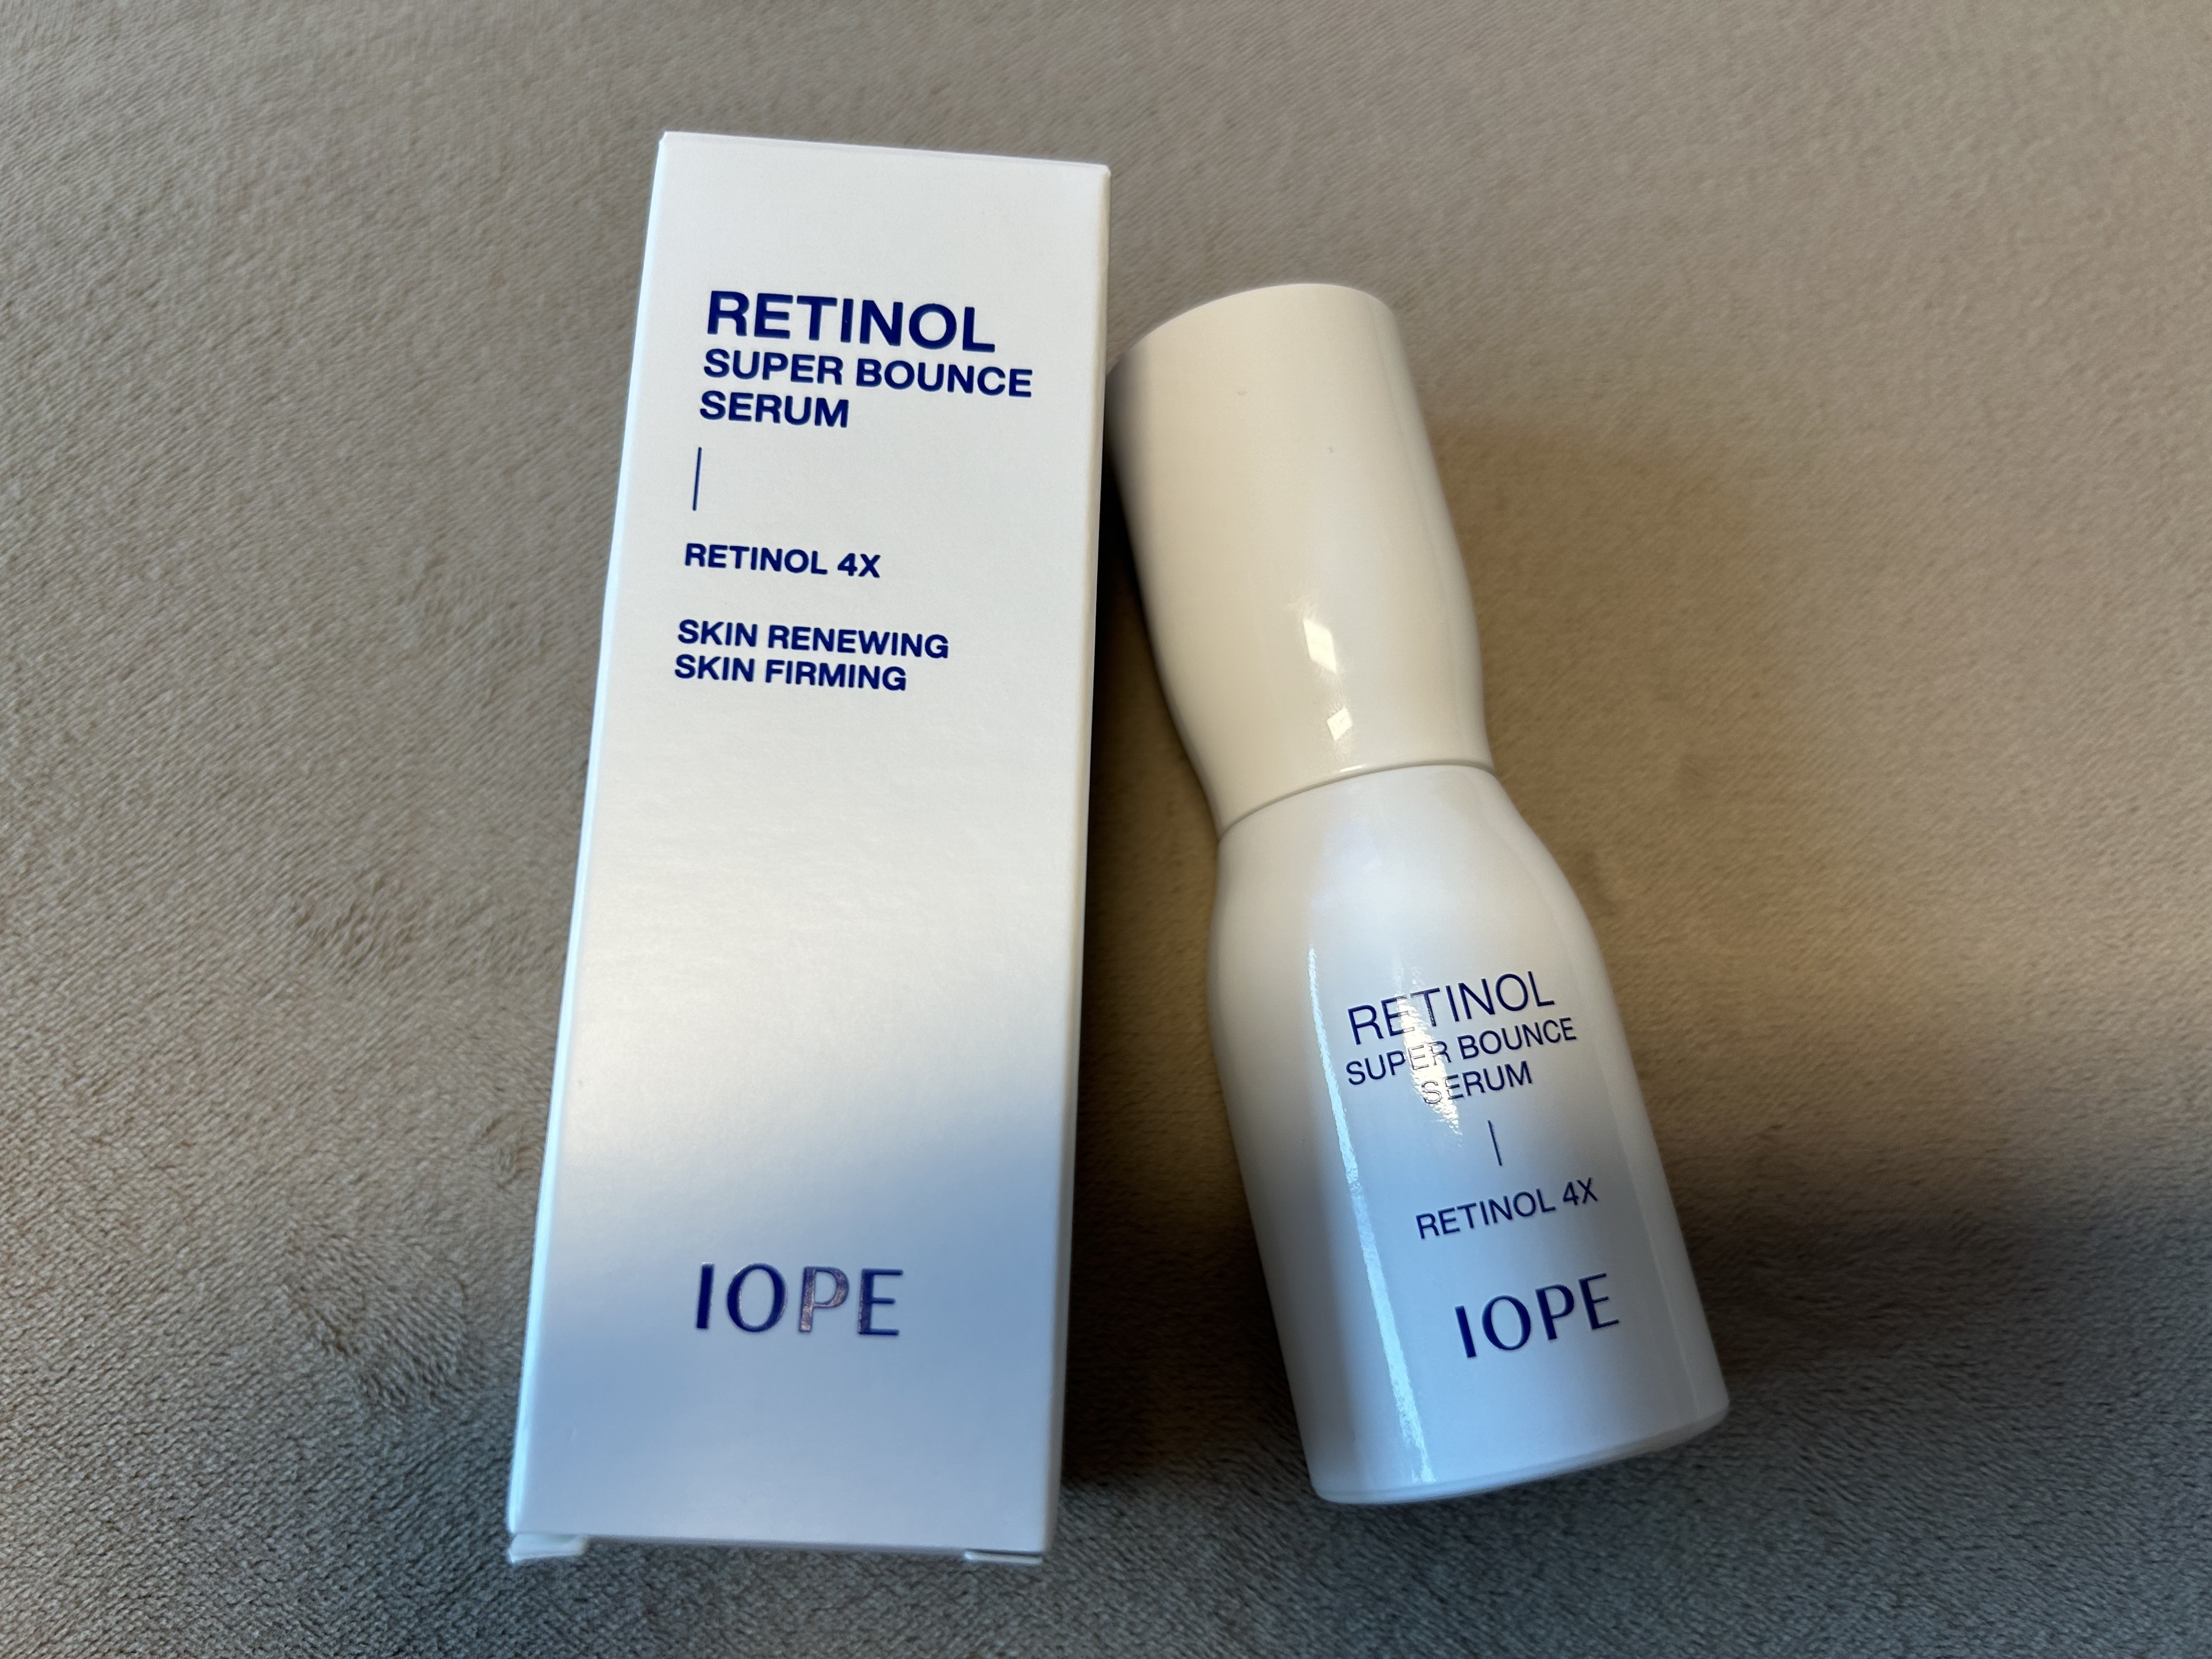 RETINOL
SUPER BOUNCE
SERUM
RETINOL 4X
SKIN RENEWING
SKIN FIRMING
IOPE
RETINOL
SUPER BOUNCE
SERUM
RETINOL 4X
IOPE